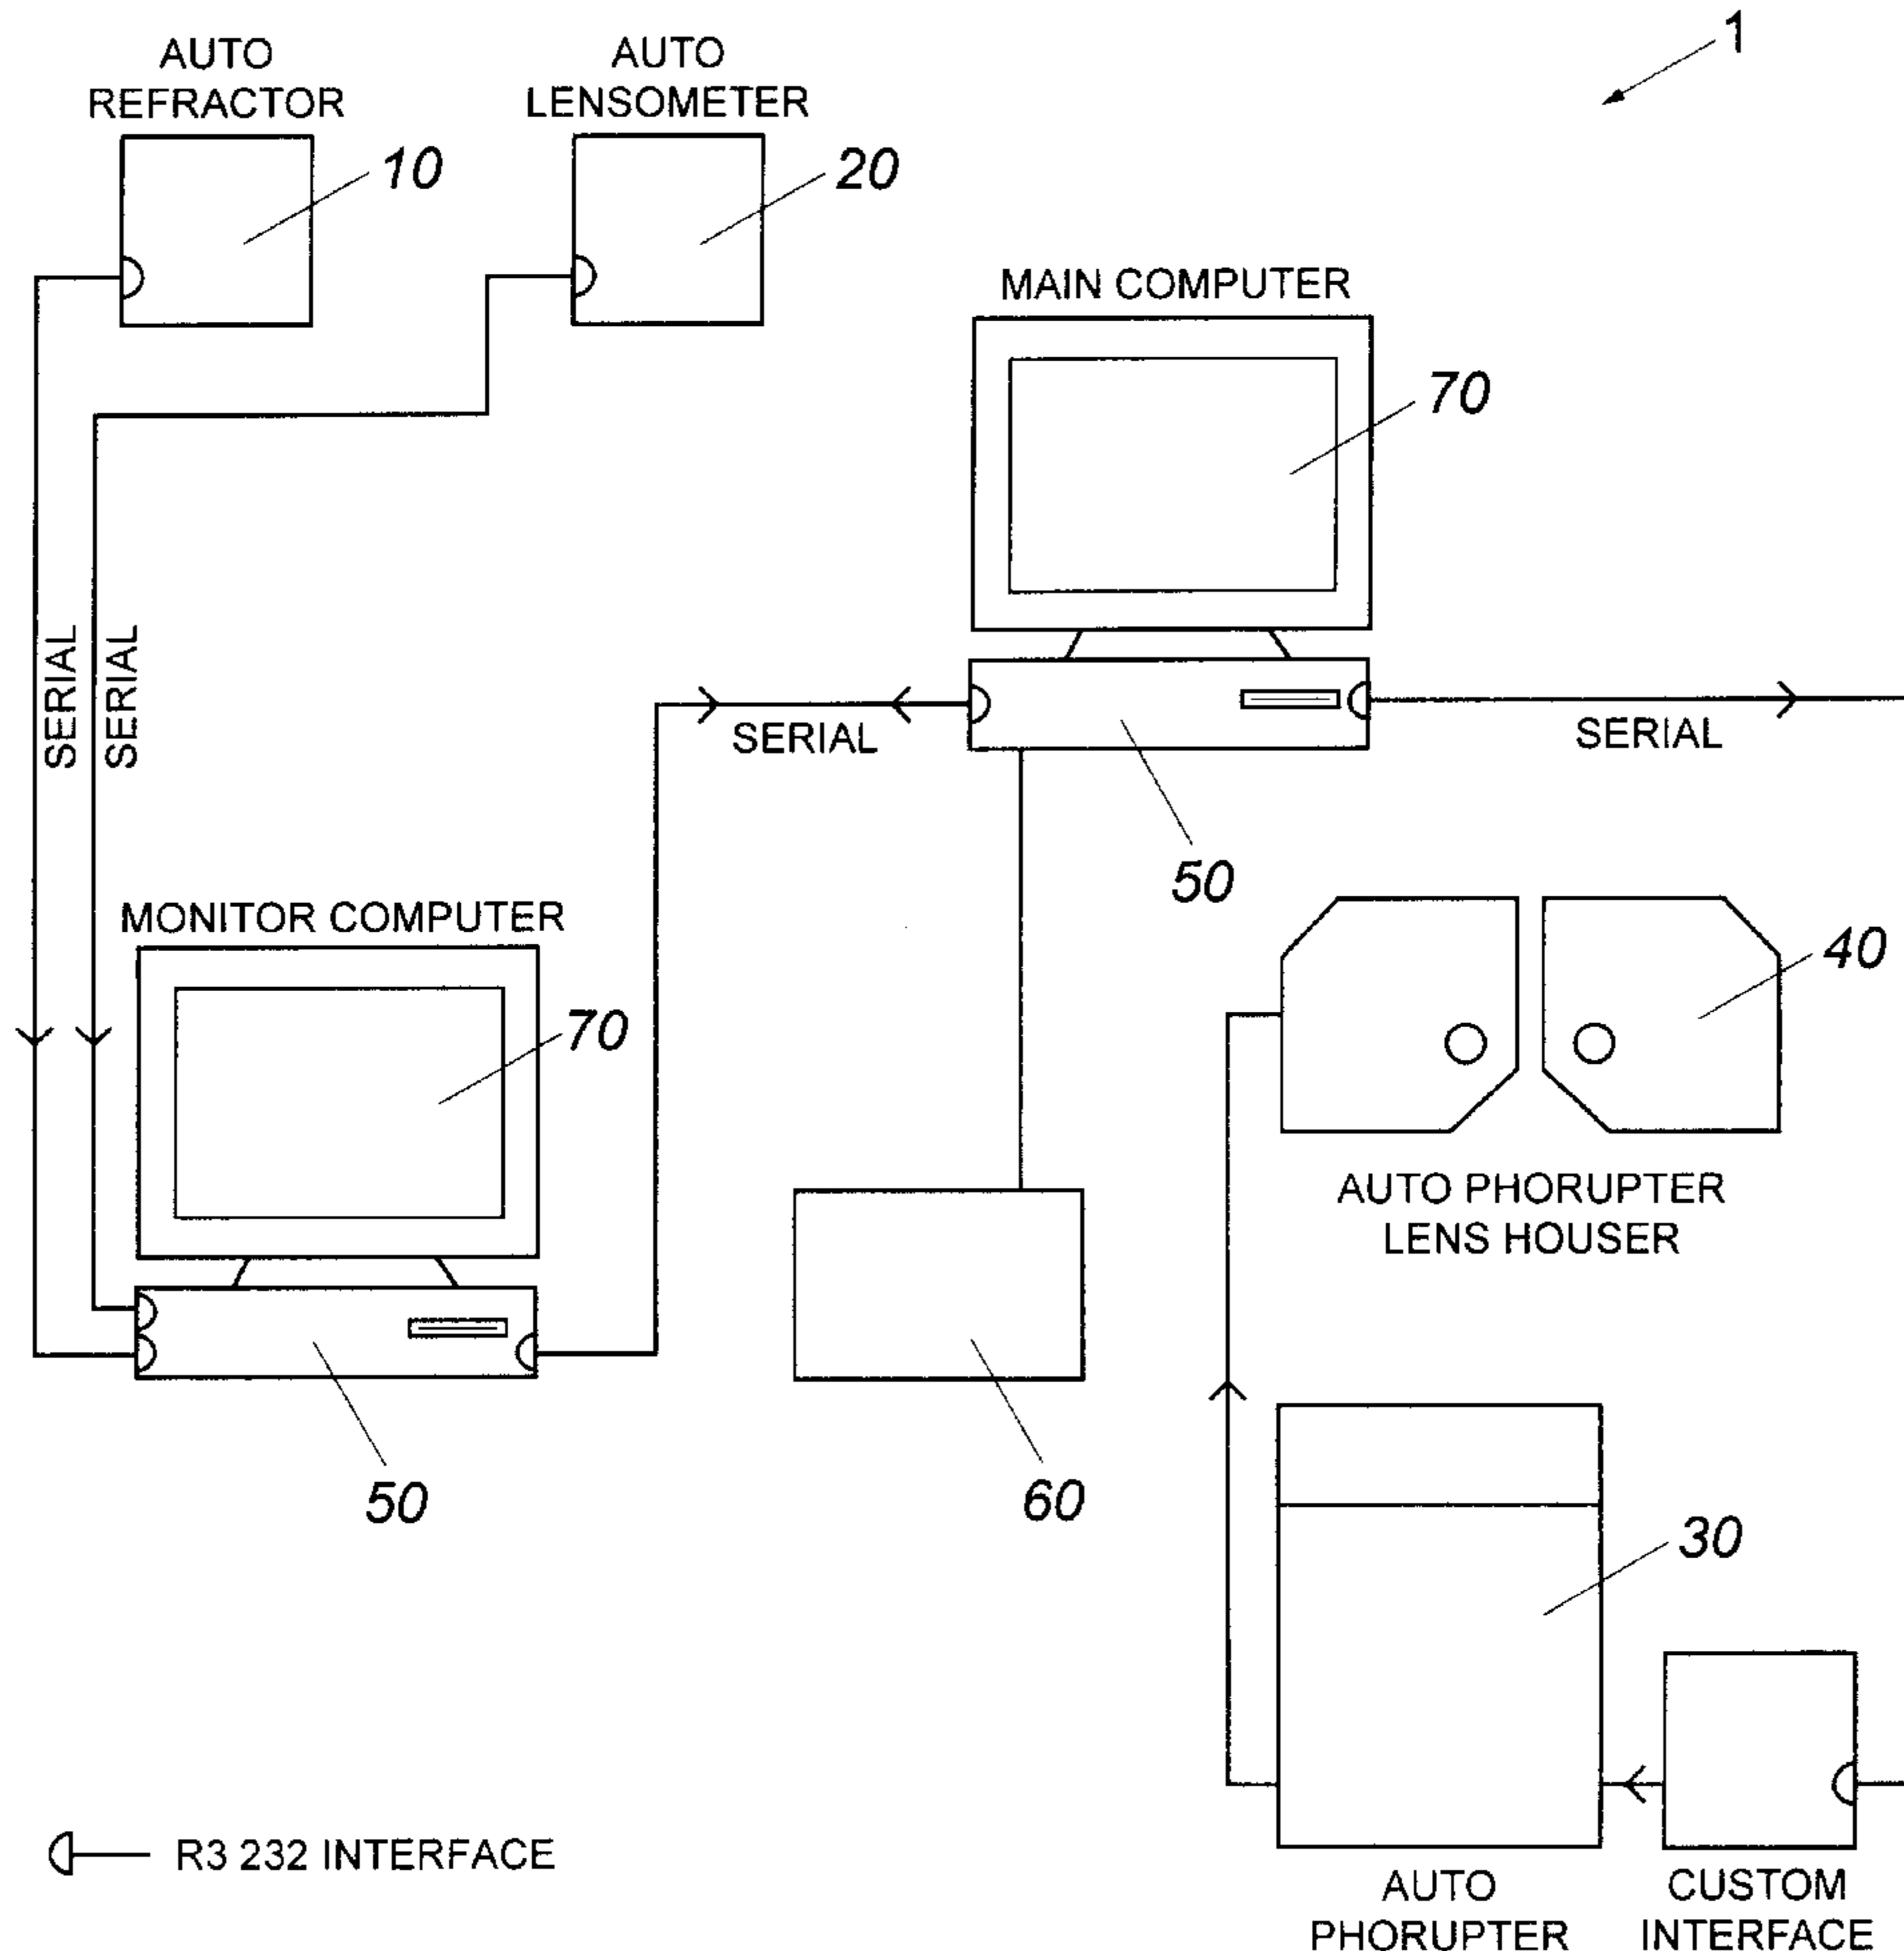 1
AUTO
REFRACTOR
10
AUTO
LENSOMETER
20
MAIN COMPUTER
70
SERIAL
SERIAL
SERIAL
SERIAL
50
MONITOR COMPUTER
70
50
40
AUTO PHORUPTER
LENS HOUSER
60
30
R3 232 INTERFACE
AUTO
PHORUPTER
CUSTOM
INTERFACE